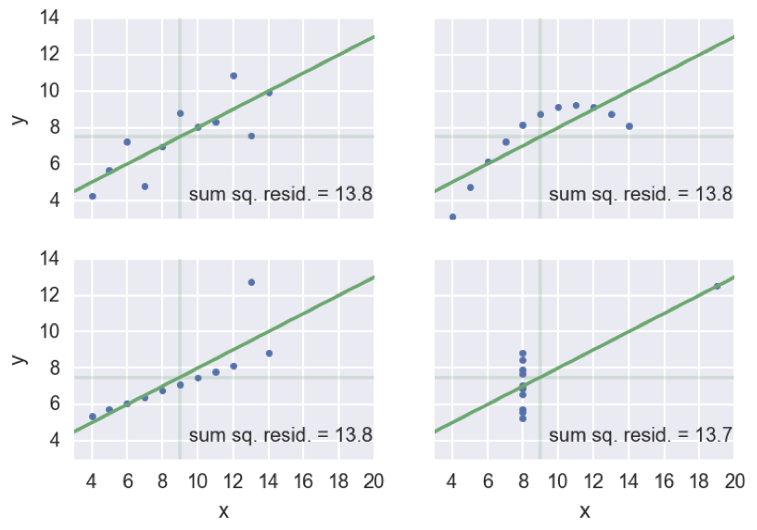 14
12
10
8
6
4
y
sum sq. resid. = 13.8
sum sq. resid. = 13.8
14
12
10
8
6
4
y
sum sq. resid. = 13.8
sum sq. resid. = 13.7
4 6 8 10 12 14 16 18 20
4 6 8 10 12 14 16 18 20
x
x